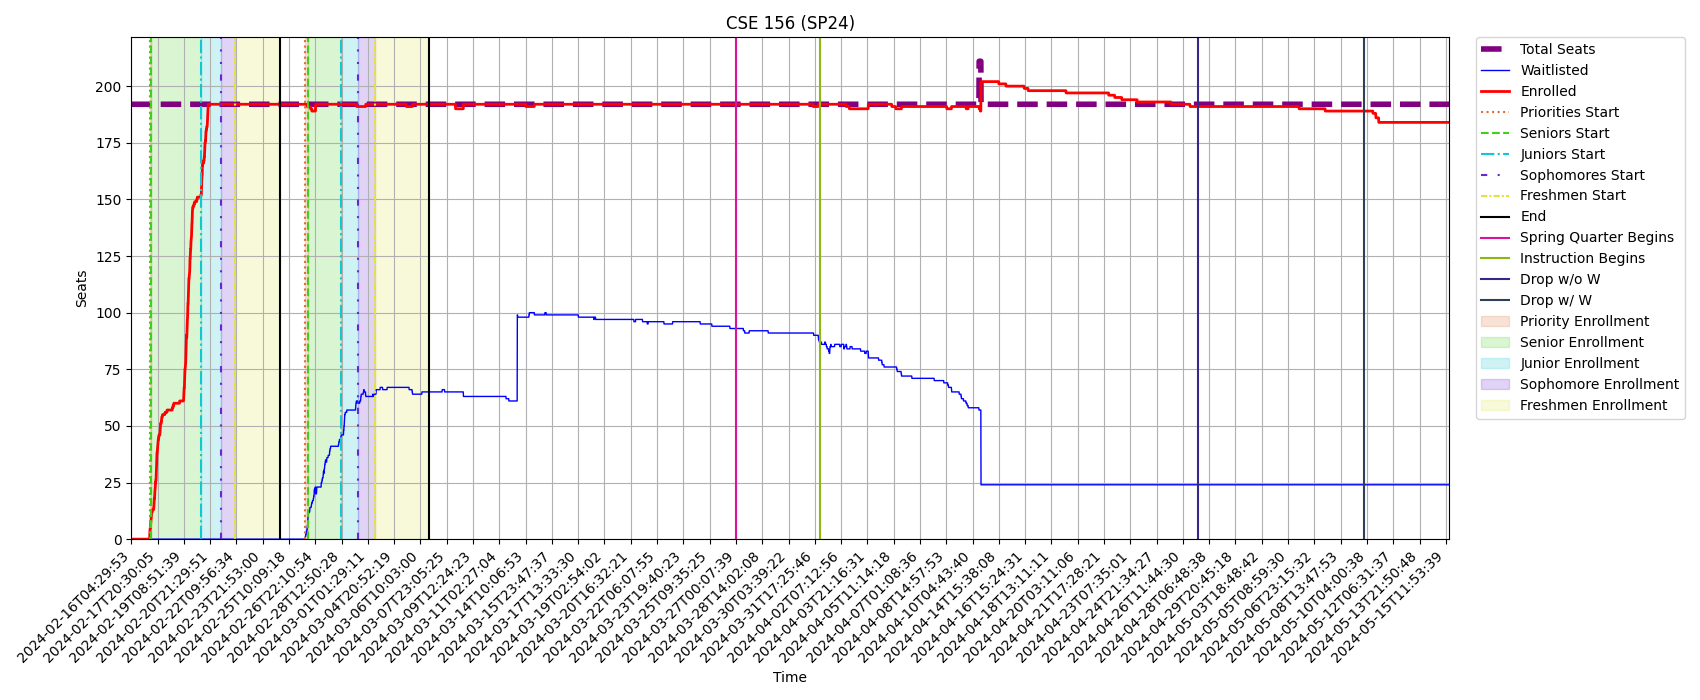 CSE 156 (SP24)
Seats
200
175
150
125
100
75
50
25
0
2024-02-16T04:29:53
2024-02-17T20:30:05
2024-02-19T08:51:39
2024-02-20T21:29:51
2024-02-22T09:56:34
2024-02-23T21:53:00
2024-02-25T10:09:18
2024-02-26T22:10:54
2024-02-28T12:50:28
2024-03-01T01:29:11
2024-03-04T20:52:19
2024-03-06T10:03:00
2024-03-07T23:05:25
2024-03-09T12:24:23
2024-03-11T02:27:04
2024-03-14T10:06:53
2024-03-15T23:47:37
2024-03-17T13:33:30
2024-03-19T02:54:02
2024-03-20T16:32:21
2024-03-22T06:07:55
2024-03-23T19:40:23
2024-03-25T09:35:25
2024-03-27T00:07:39
2024-03-28T14:02:08
2024-03-30T03:39:22
2024-03-31T17:25:46
2024-04-02T07:12:56
2024-04-03T21:16:31
2024-04-05T11:14:18
2024-04-07T01:08:36
2024-04-08T14:57:53
2024-04-10T04:43:40
2024-04-14T15:38:08
2024-04-16T15:24:31
2024-04-18T13:11:11
2024-04-20T03:11:06
2024-04-21T17:28:21
2024-04-23T07:35:01
2024-04-24T21:34:27
2024-04-26T11:44:30
2024-04-28T06:48:38
2024-04-29T20:45:18
2024-05-03T18:48:42
2024-05-05T08:59:30
2024-05-06T23:15:32
2024-05-08T13:47:53
2024-05-10T04:00:38
2024-05-12T06:31:37
2024-05-13T21:50:48
2024-05-15T11:53:39
Time
Total Seats
Waitlisted
Enrolled
Priorities Start
Seniors Start
Juniors Start
Sophomores Start
Freshmen Start
End
Spring Quarter Begins
Instruction Begins
Drop w/o W
Drop w/ W
Priority Enrollment
Senior Enrollment
Junior Enrollment
Sophomore Enrollment
Freshmen Enrollment